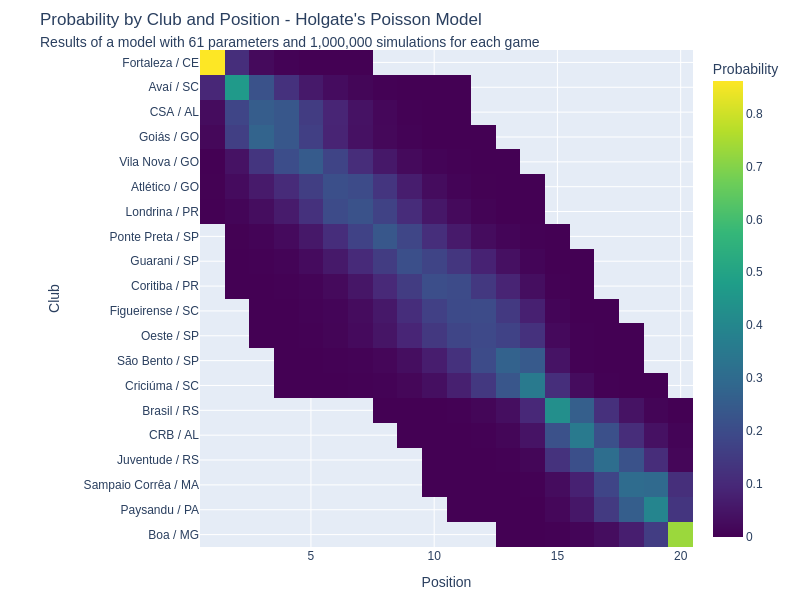 Probability by Club and Position - Holgate's Poisson Model
Results of a model with 61 parameters and 1,000,000 simulations for each game
Probability
Fortaleza / CE
Avaí / SC
CSA / AL
Goiás / GO
Vila Nova / GO
Atlético / GO
Londrina / PR
Ponte Preta / SP
Guarani / SP
Coritiba / PR
Figueirense / SC
Oeste / SP
São Bento / SP
Criciúma / SC
Brasil / RS
CRB / AL
Juventude / RS
Sampaio Corrêa / MA
Paysandu / PA
Boa / MG
Club
5
10
15
20
Position
0.8
0.7
0.6
0.5
0.4
0.3
0.2
0.1
0